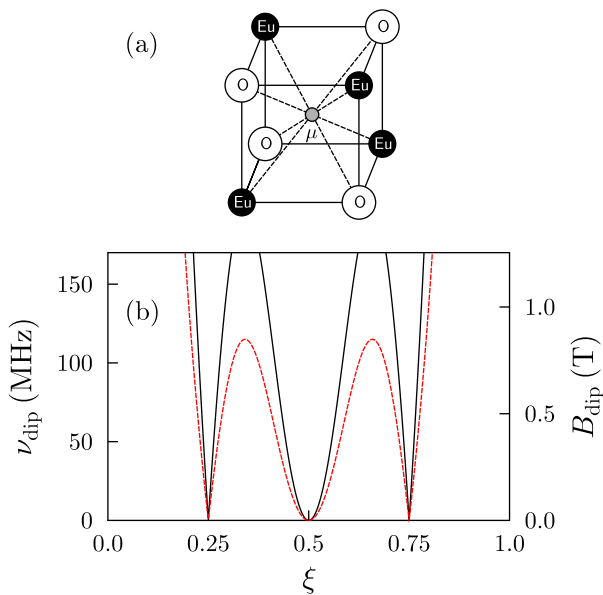 (a)
Eu
O
O
Eu
μ
O
Eu
Eu
O
(b)
ν_dip (MHz)
150
100
50
0
B_dip (T)
1.0
0.5
0.0
0.0 0.25 0.5 0.75 1.0
ξ